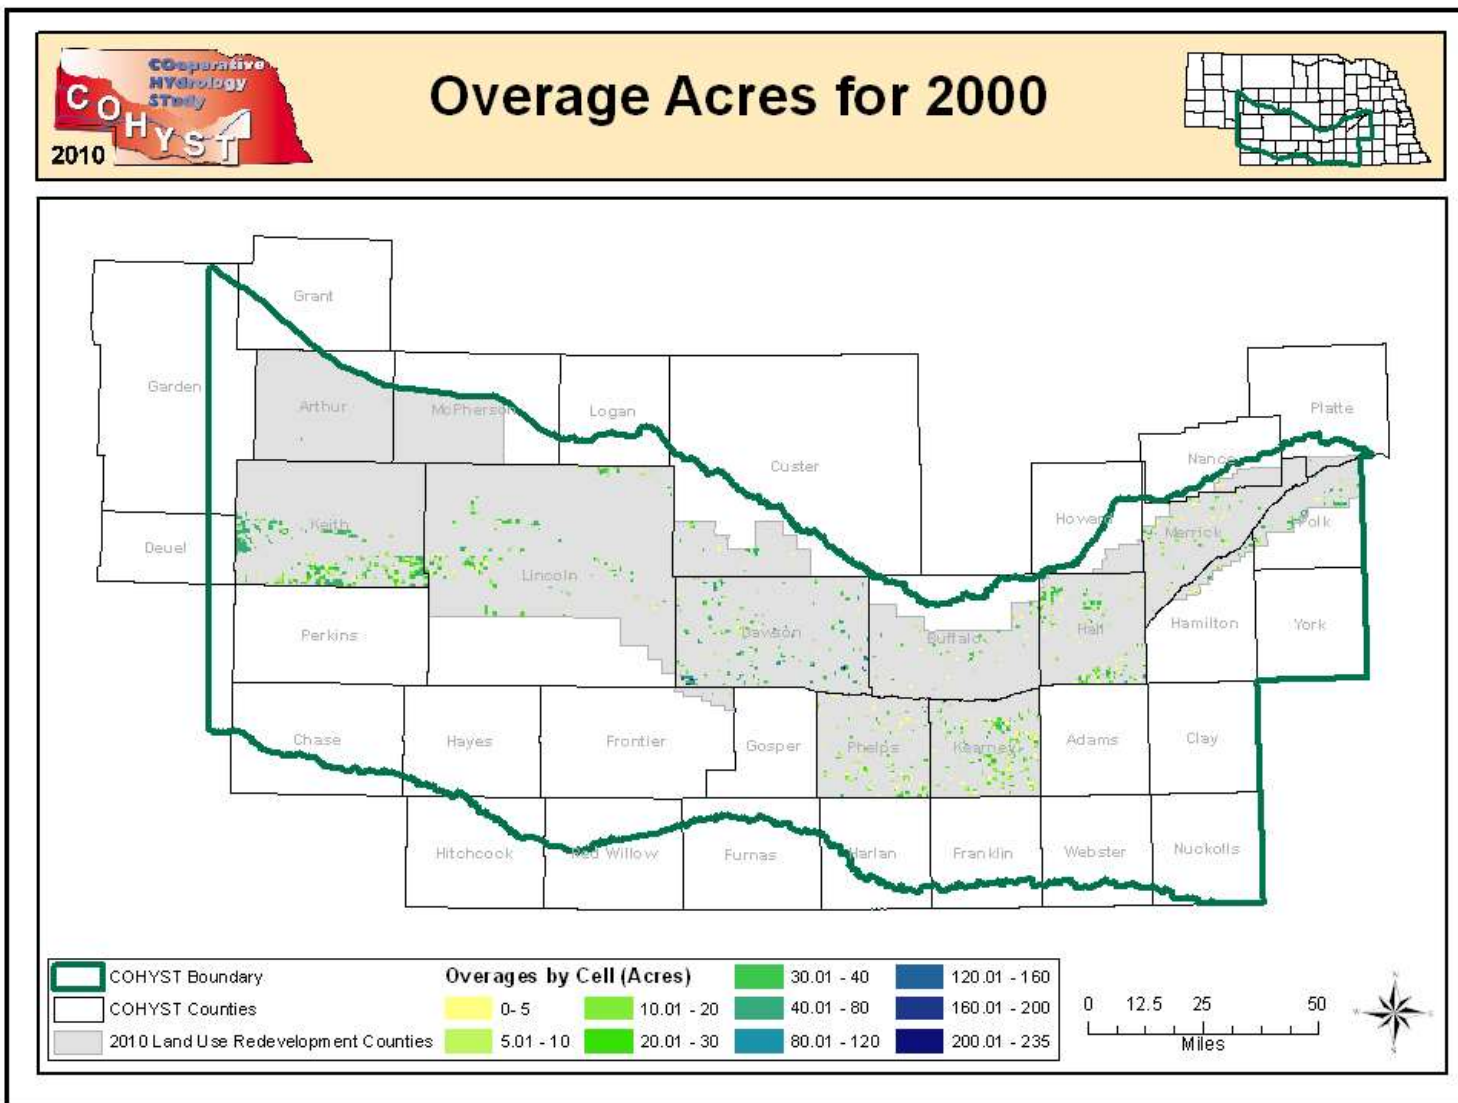 COoperative
HYdrology
STudy
COHYST
2010
Overage Acres for 2000
Grant
Garden
Arthur
McPherson
Logan
Custer
Platte
Nance
Howard
Merrick
Polk
Keith
Deuel
Lincoln
Perkins
Dawson
Buffalo
Hall
Hamilton
York
Chase
Hayes
Frontier
Gosper
Phelps
Kearney
Adams
Clay
Hitchcock
Red Willow
Furnas
Harlan
Franklin
Webster
Nuckolls
COHYST Boundary
COHYST Counties
2010 Land Use Redevelopment Counties
Overages by Cell (Acres)
0- 5
5.01 - 10
10.01 - 20
20.01 - 30
30.01 - 40
40.01 - 80
80.01 - 120
120.01 - 160
160.01 - 200
200.01 - 235
0 12.5 25 50
Miles